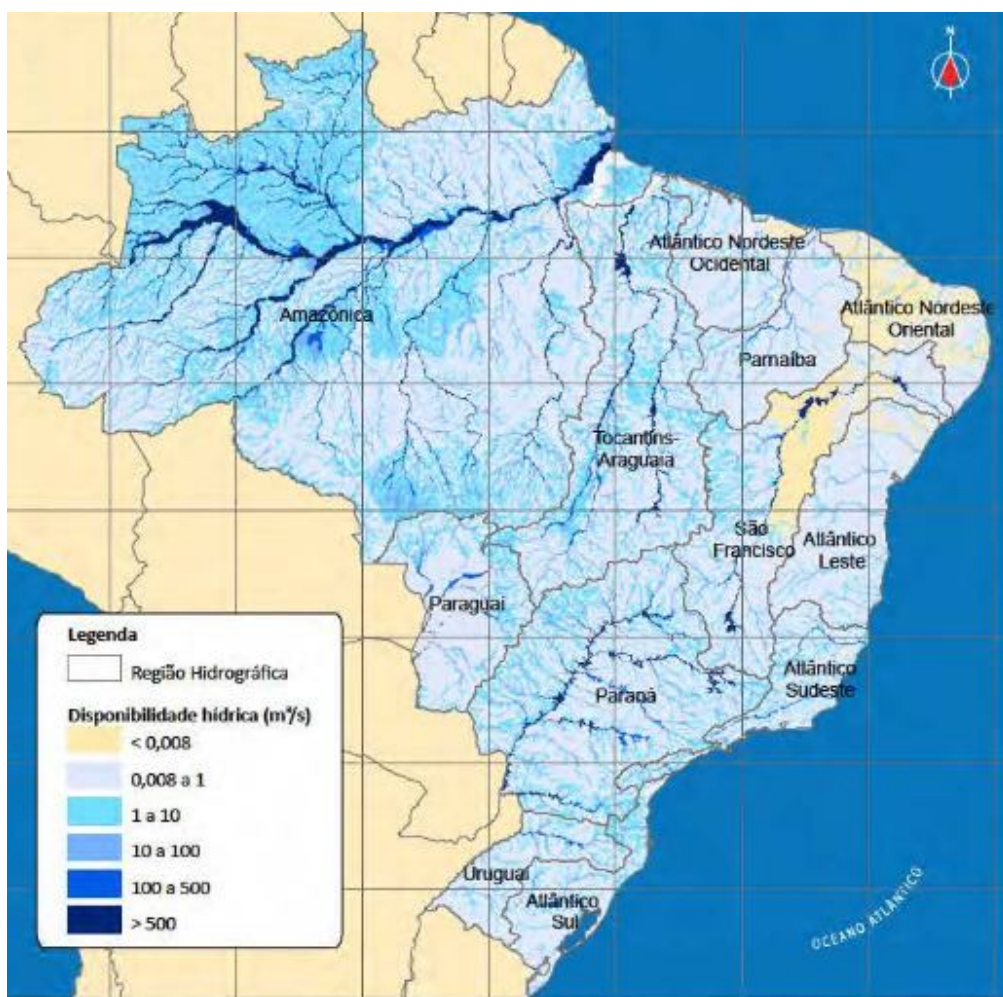 N
Atlântico Nordeste
Ocidental
Atlântico Nordeste
Oriental
Amazônica
Parnaíba
Tocantins-
Araguaia
São
Francisco
Atlântico
Leste
Paraguai
Atlântico
Sudeste
Paraná
Uruguai
Atlântico
Sul
OCEANO ATLÂNTICO
Legenda
Região Hidrográfica
Disponibilidade hídrica (m³/s)
< 0,008
0,008 a 1
1 a 10
10 a 100
100 a 500
> 500